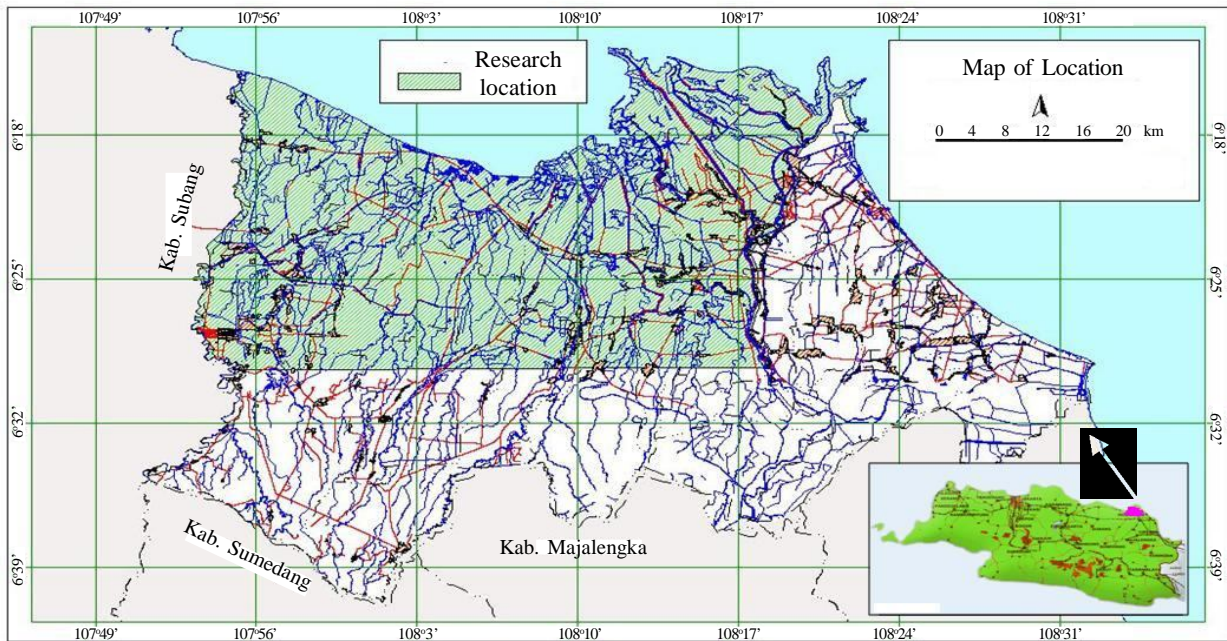 107°49' 107°56' 108°3' 108°10' 108°17' 108°24' 108°31'
Research
location
Map of Location
0 4 8 12 16 20 km
6°18' 6°18'
Kab. Subang
6°25' 6°25'
6°32' 6°32'
Kab. Sumedang
Kab. Majalengka
6°39' 6°39'
107°49' 107°56' 108°3' 108°10' 108°17' 108°24' 108°31'